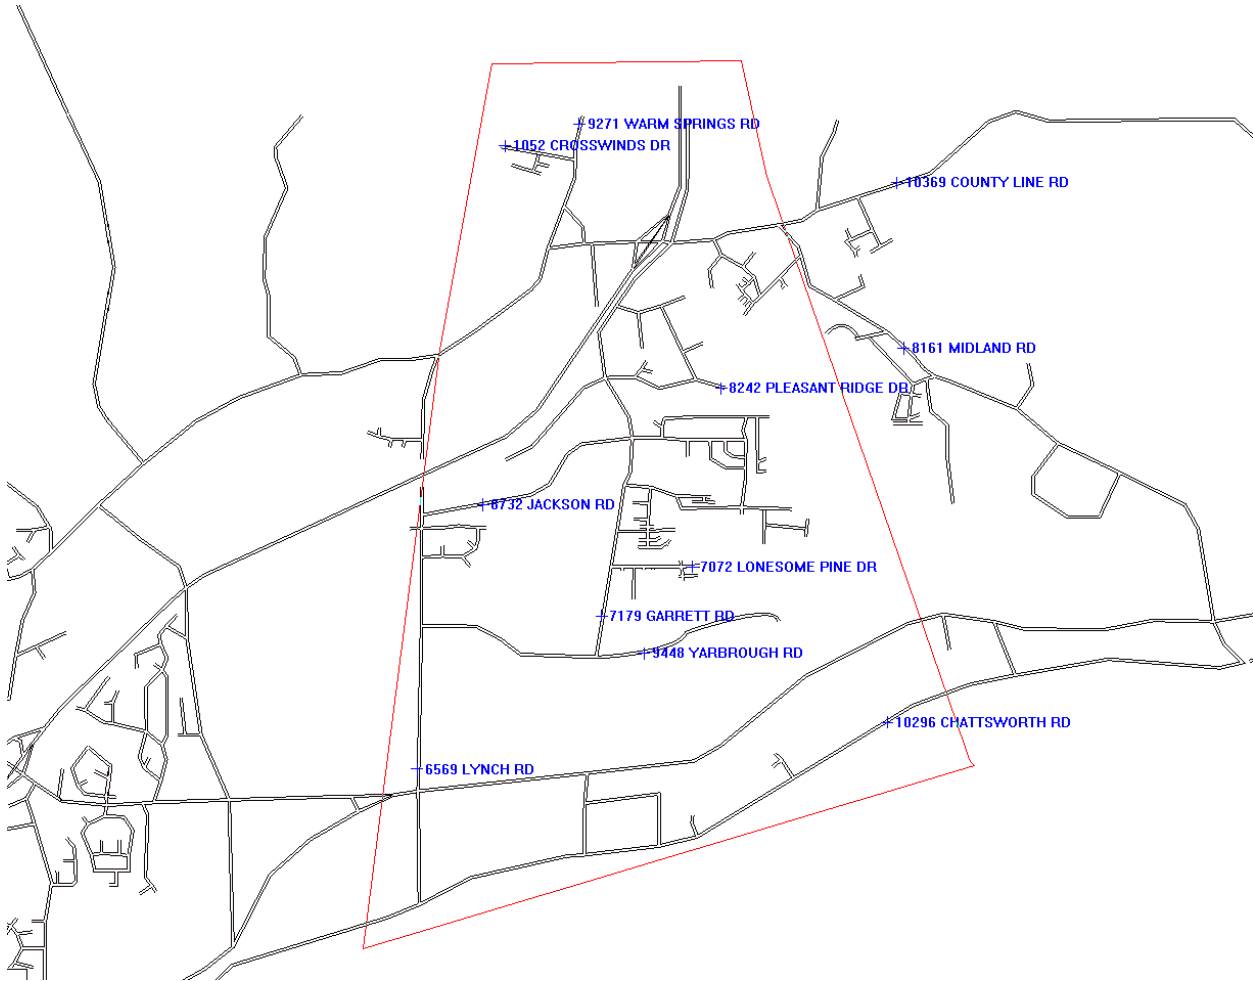 9271 WARM SPRINGS RD
1052 CROSSWINDS DR
10369 COUNTY LINE RD
8161 MIDLAND RD
8242 PLEASANT RIDGE DR
8732 JACKSON RD
7072 LONESOME PINE DR
7179 GARRETT RD
9448 YARBROUGH RD
10296 CHATTSWORTH RD
6569 LYNCH RD